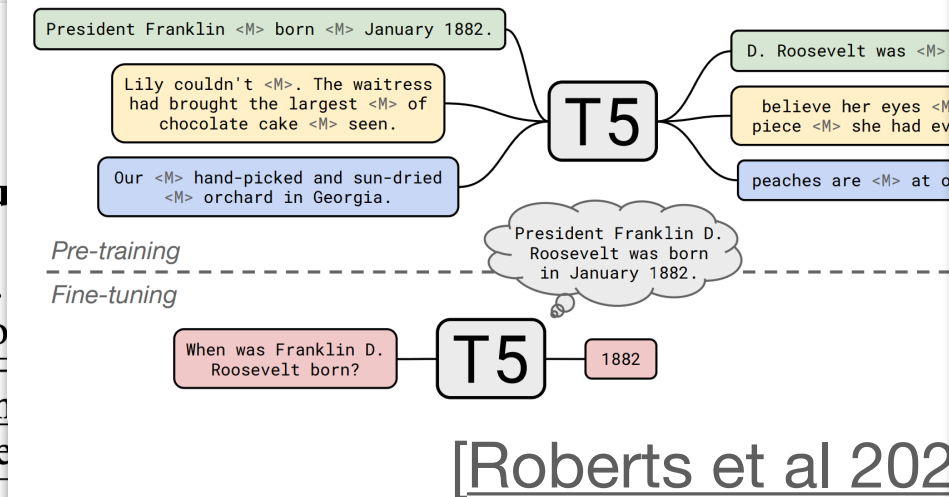 President Franklin <M> born <M> January 1882.
D. Roosevelt was <M>
Lily couldn't <M>. The waitress
had brought the largest <M> of
chocolate cake <M> seen.
T5
believe her eyes <M
piece <M> she had ev
Our <M> hand-picked and sun-dried
<M> orchard in Georgia.
peaches are <M> at o
Pre-training
President Franklin D.
Roosevelt was born
in January 1882.
Fine-tuning
When was Franklin D.
Roosevelt born?
T5
1882
[Roberts et al 202